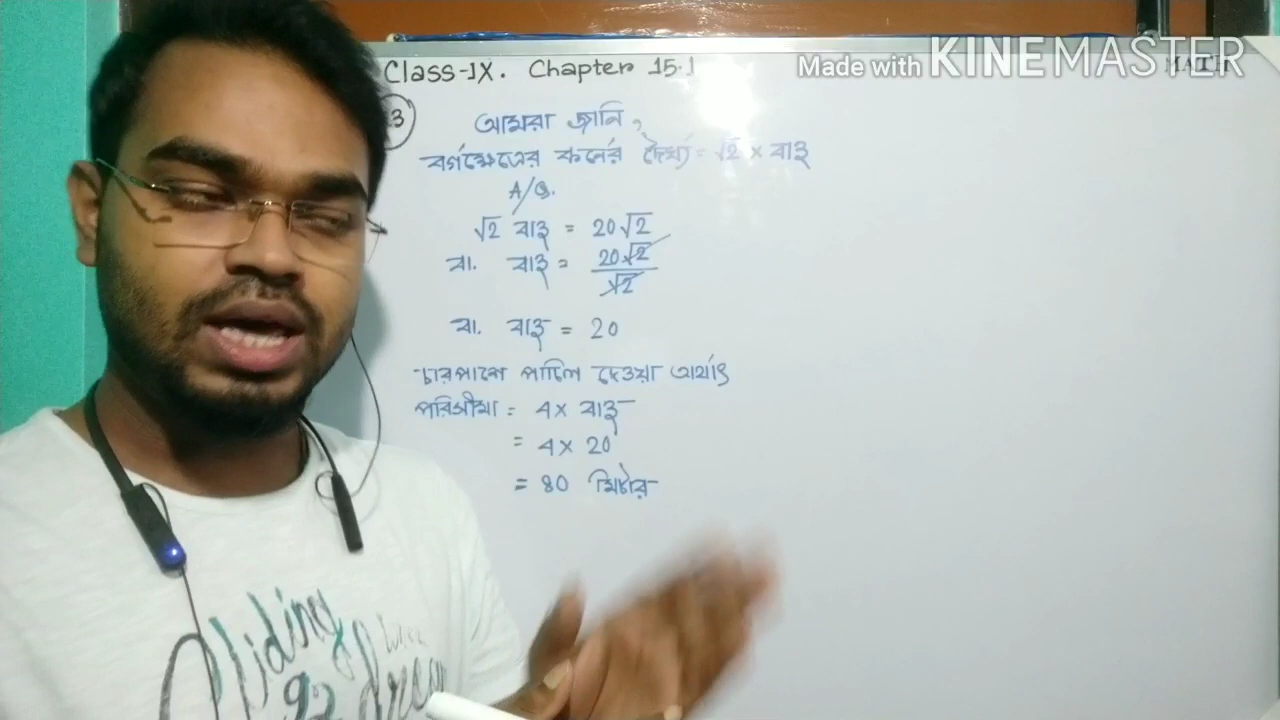 Class-IX. Chapter 15.1
Made with KINEMASTER
MATH
3
আমরা জানি,
বর্গক্ষেত্রের কর্নের দৈর্ঘ্য = √2 × বাহু
A/Q.
√2 বাহু = 20√2
বা. বাহু = 20√2/√2
বা. বাহু = 20
চারপাশে পাচিল দেওয়া অর্থাৎ
পরিসীমা = 4× বাহু
= 4× 20
= 80 মিটার